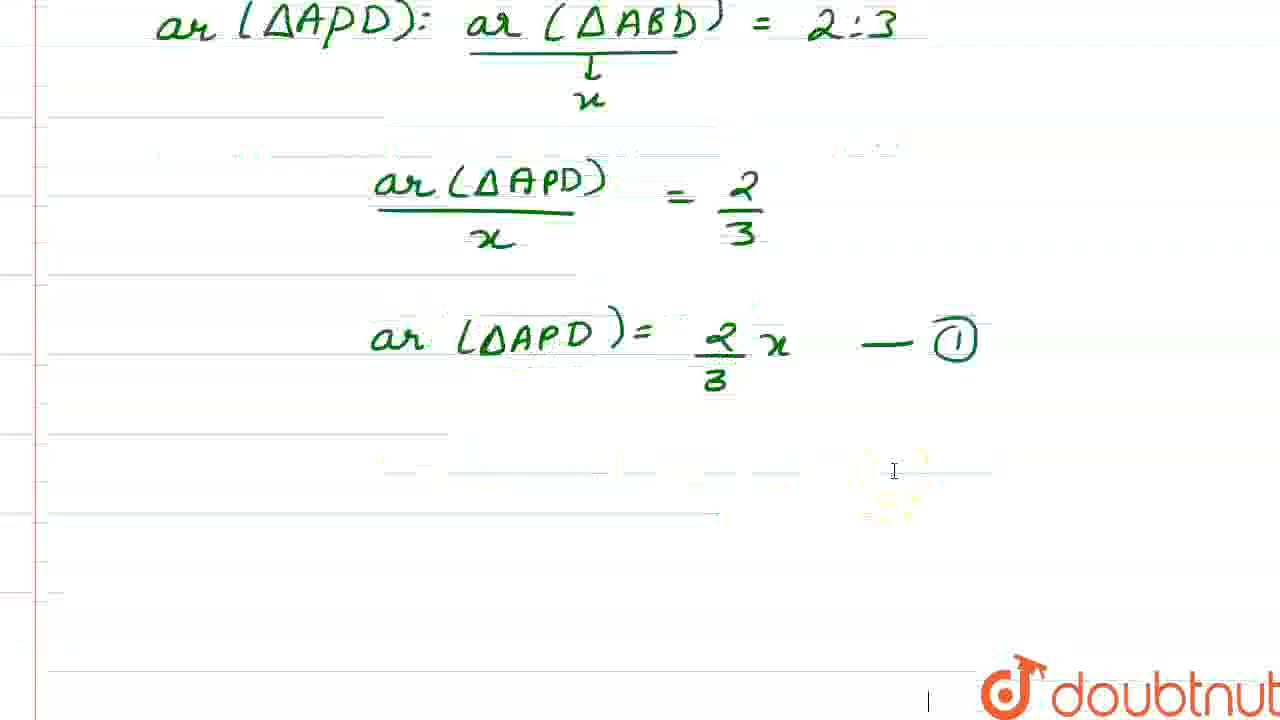 ar (ΔAPD): ar (ΔABD) = 2:3
↓
x
ar (ΔAPD) / x = 2/3
ar (ΔAPD) = 2/3 x — ①
doubtnut